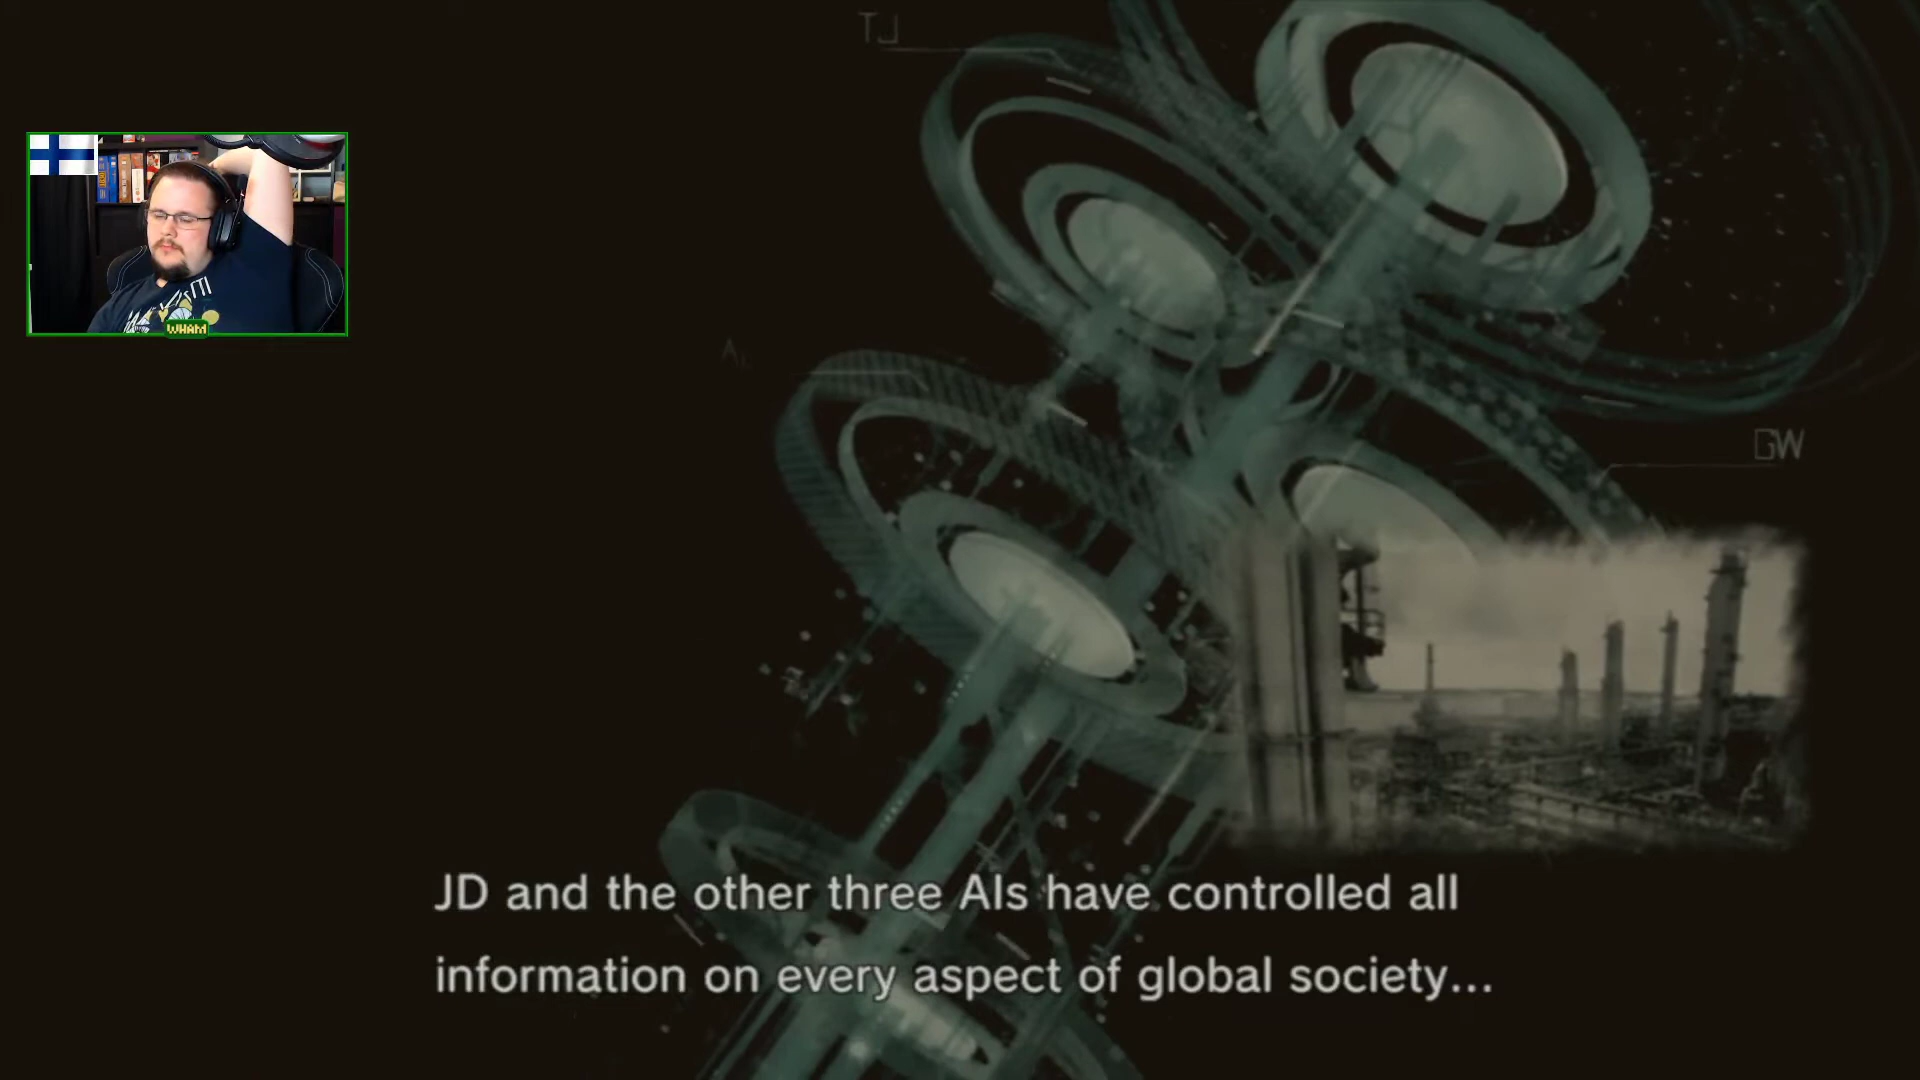 TJ
GW
WHAM
JD and the other three AIs have controlled all
information on every aspect of global society...